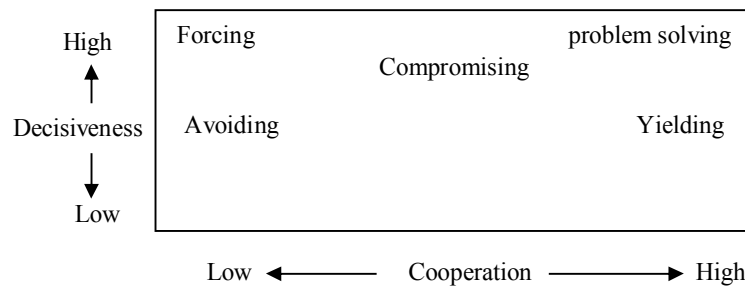 Forcing problem solving
High
Compromising
Decisiveness Avoiding Yielding
Low
Low Cooperation High